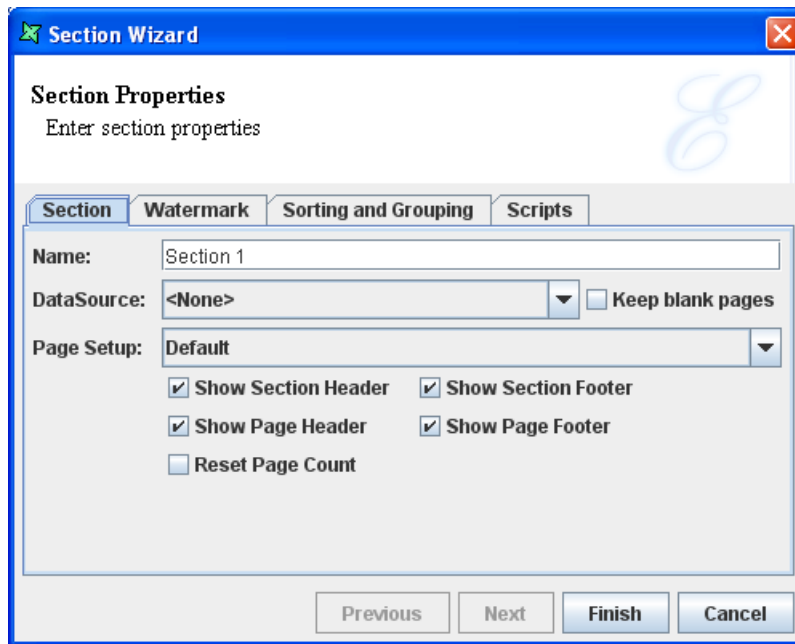 Section Wizard
Section Properties
Enter section properties
E
Section Watermark Sorting and Grouping Scripts
Name: Section 1
DataSource: <None> Keep blank pages
Page Setup: Default
Show Section Header Show Section Footer
Show Page Header Show Page Footer
Reset Page Count
Previous Next Finish Cancel